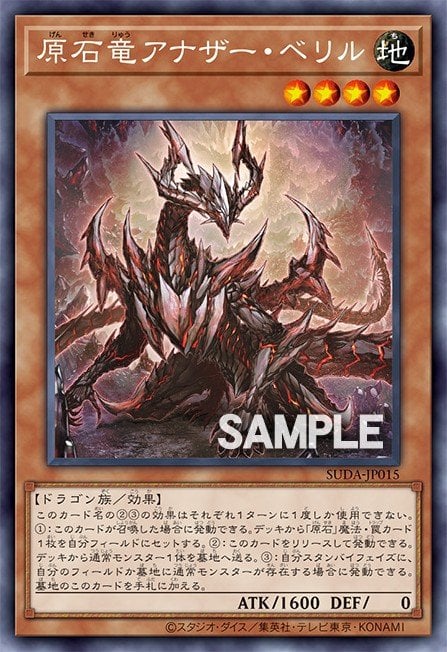 原石竜アナザー・ベリル
げん せき りゅう
地
ち
SAMPLE
SUDA-JP015
【ドラゴン族/効果】
このカード名の②③の効果はそれぞれ1ターンに1度しか使用できない。
①:このカードが召喚した場合に発動できる。デッキから「原石」魔法・罠カード
1枚を自分フィールドにセットする。②:このカードをリリースして発動できる。
デッキから通常モンスター1体を墓地へ送る。③:自分スタンバイフェイズに、
自分のフィールドか墓地に通常モンスターが存在する場合に発動できる。
墓地のこのカードを手札に加える。
ATK/1600 DEF/ 0
©スタジオ・ダイス/集英社・テレビ東京・KONAMI